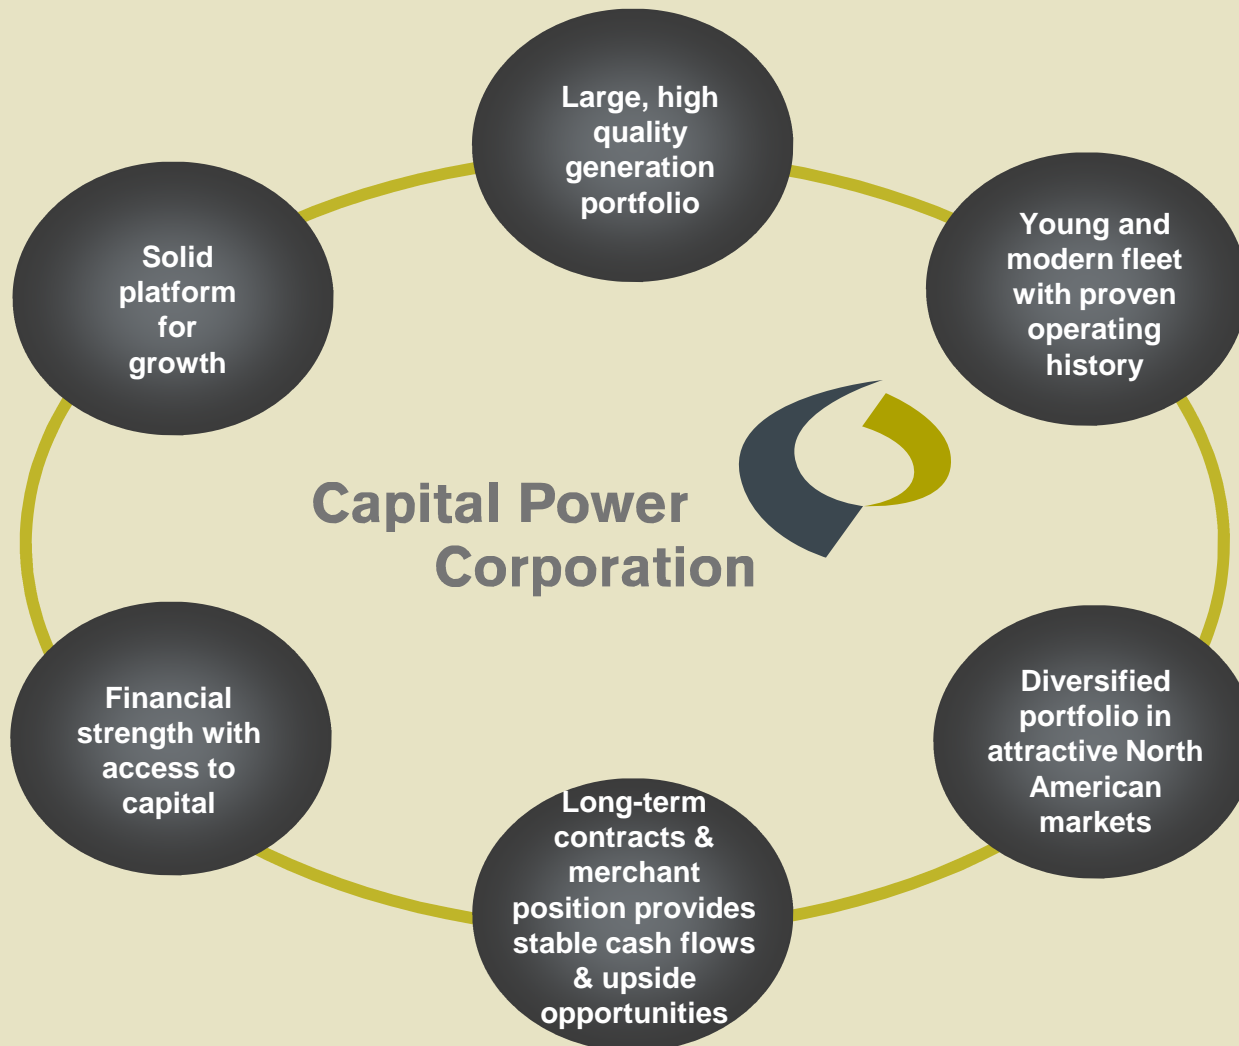 Large, high
quality
generation
portfolio
Young and
modern fleet
with proven
operating
history
Solid
platform
for
growth
Capital Power
Corporation
Financial
strength with
access to
capital
Diversified
portfolio in
attractive North
American
markets
Long-term
contracts &
merchant
position provides
stable cash flows
& upside
opportunities